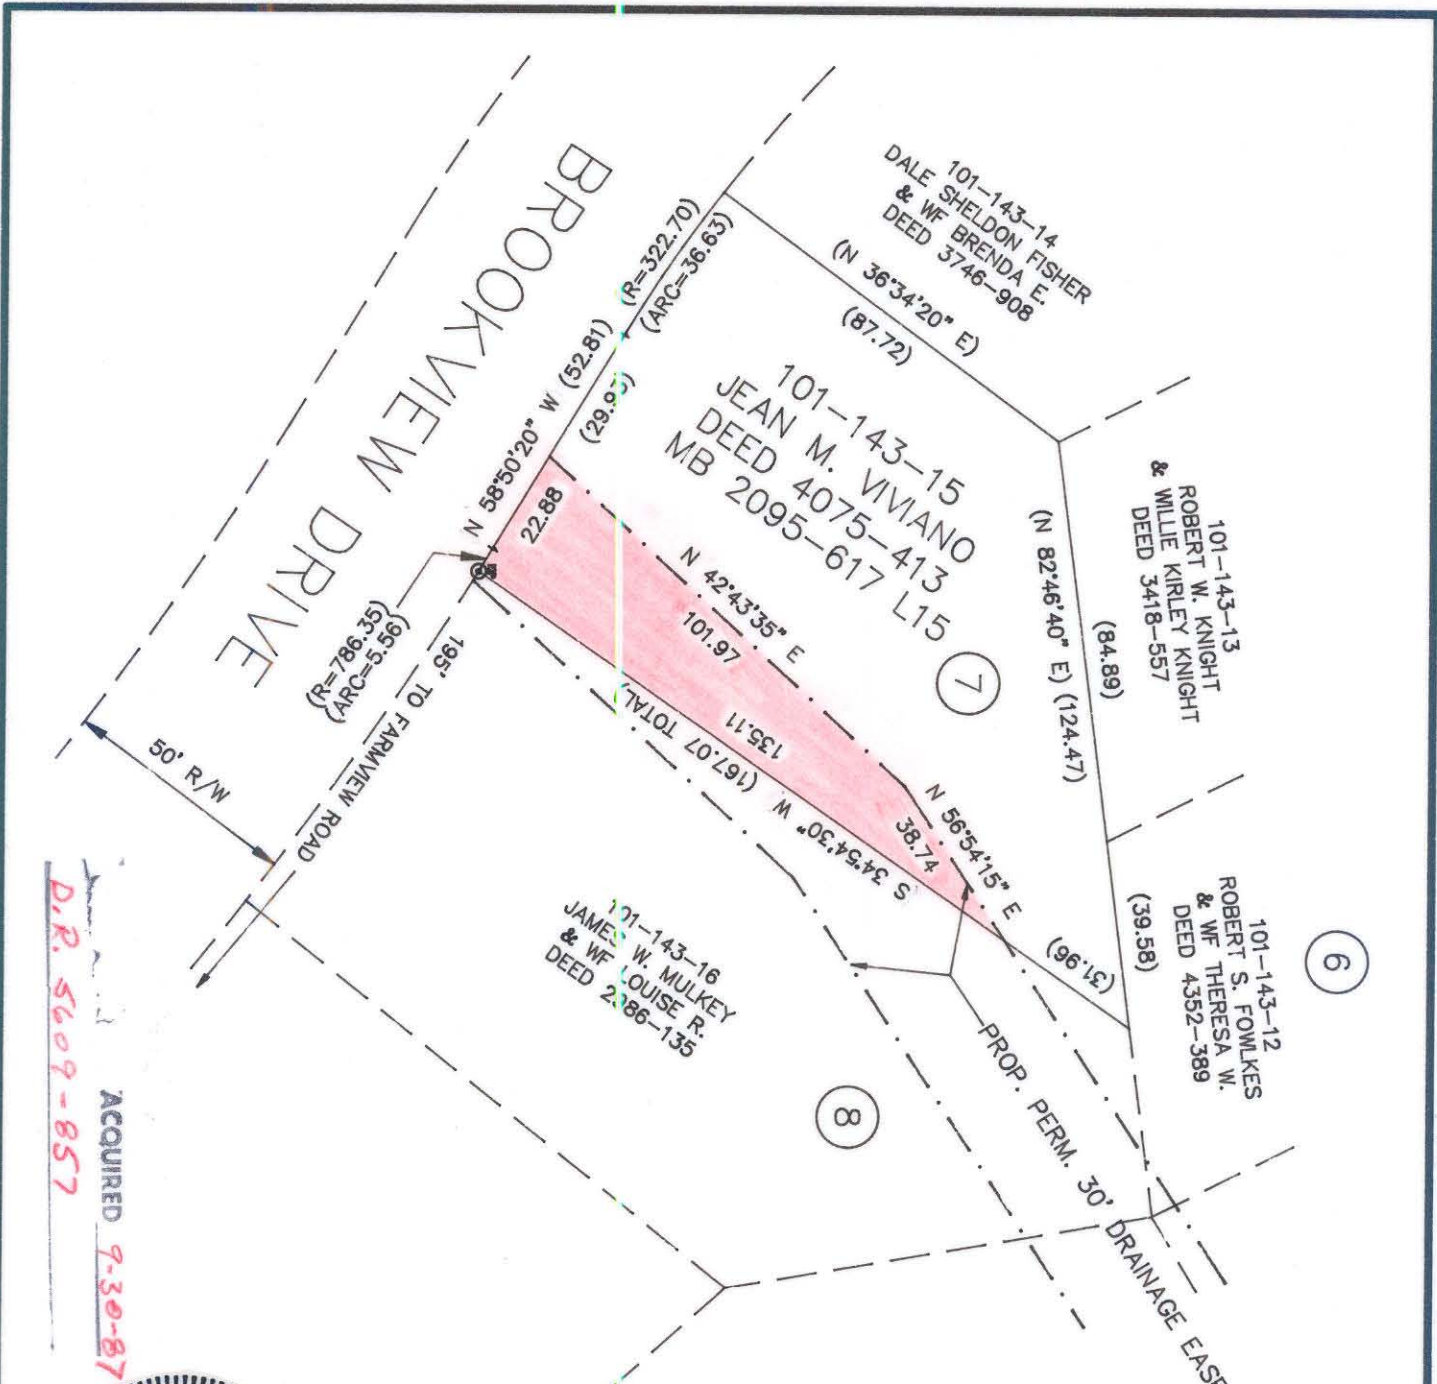 101-143-14
DALE SHELDON FISHER
& WF BRENDA E.
DEED 3746-908
(N 36°34'20" E)
(87.72)
101-143-13
ROBERT W. KNIGHT
& WILLIE KIRLEY KNIGHT
DEED 3418-557
(84.89)
(N 82°46'40" E) (124.47)
101-143-12
ROBERT S. FOWLKES
& WF THERESA W.
DEED 4352-389
(39.58)
6
101-143-15
JEAN M. VIVIANO
DEED 4075-413
MB 2095-617 L15
7
BROOKVIEW DRIVE
(R=322.70)
(ARC=36.63)
N 58°50'20" W (52.81)
22.88
N 42°43'35" E
101.97
N 56°54'15" E
38.74
135.11
S 34°54'30" W (167.07 TOTAL)
(31.96)
(R=786.35)
(ARC=5.56)
195' TO FARMVIEW ROAD
50' R/W
101-143-16
JAMES W. MULKEY
& WF LOUISE R.
8
PROP. PERM. 30' DRAINAGE EASE
ACQUIRED 9-30-87
D.R. 5609-857